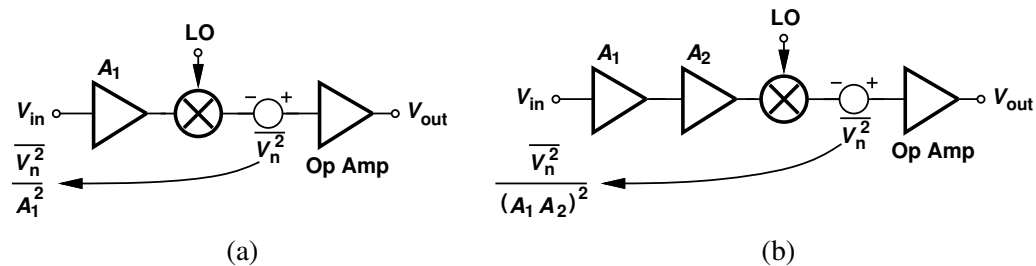 LO
A1
Vin
Vout
− +
Vn²
Op Amp
Vn²
A1²
(a)
LO
A1 A2
Vin
Vout
− +
Vn²
Op Amp
Vn²
(A1 A2)²
(b)